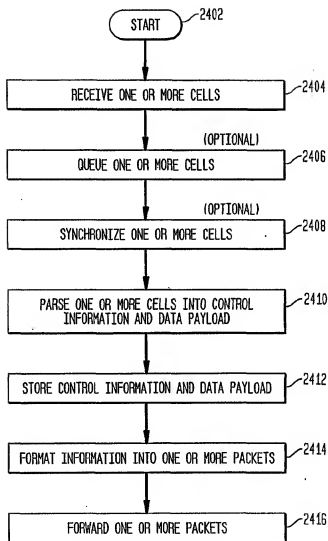 START
2402
RECEIVE ONE OR MORE CELLS
2404
(OPTIONAL)
QUEUE ONE OR MORE CELLS
2406
(OPTIONAL)
SYNCHRONIZE ONE OR MORE CELLS
2408
PARSE ONE OR MORE CELLS INTO CONTROL
INFORMATION AND DATA PAYLOAD
2410
STORE CONTROL INFORMATION AND DATA PAYLOAD
2412
FORMAT INFORMATION INTO ONE OR MORE PACKETS
2414
FORWARD ONE OR MORE PACKETS
2416